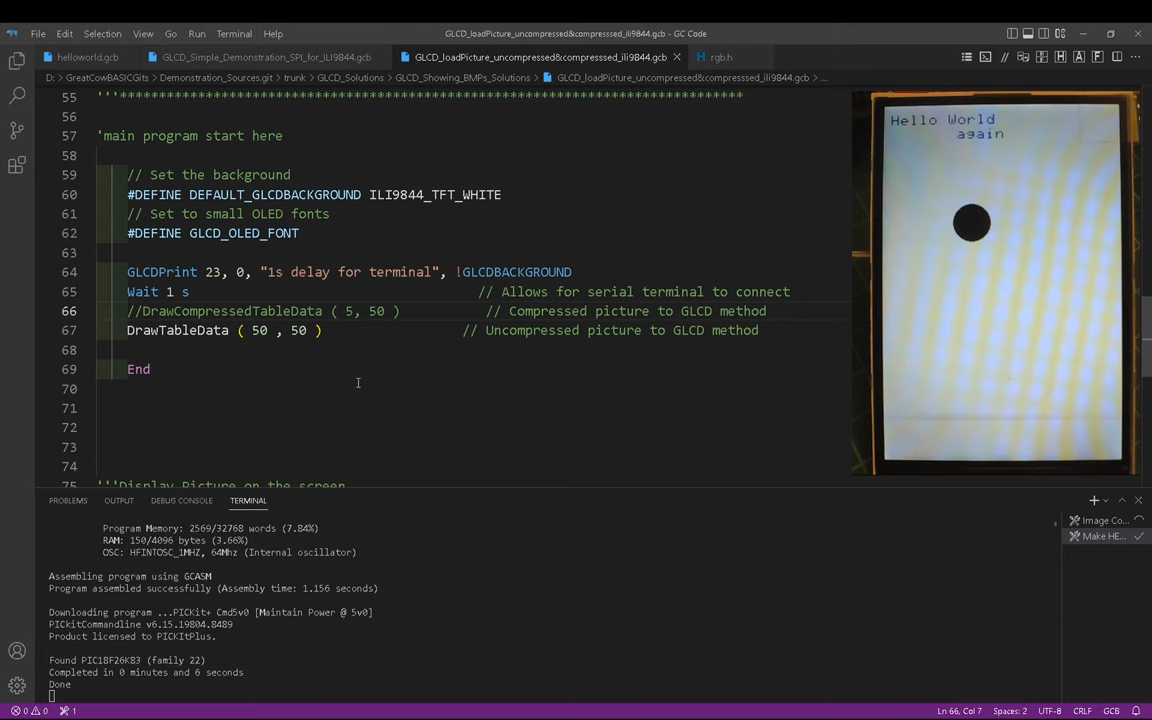 File Edit Selection View Go Run Terminal Help
GLCD_loadPicture_uncompressed&compresssed_ili9844.gcb - GC Code
helloworld.gcb
GLCD_Simple_Demonstration_SPI_for_ILI9844.gcb
GLCD_loadPicture_uncompressed&compresssed_ili9844.gcb
rgb.h
D: > GreatCowBASICGits > Demonstration_Sources.git > trunk > GLCD_Solutions > GLCD_Showing_BMPs_Solutions > GLCD_loadPicture_uncompressed&compresssed_ili9844.gcb > ...
55 '''***********************************************************************************
56
57 'main program start here
58
59 // Set the background
60 #DEFINE DEFAULT_GLCDBACKGROUND ILI9844_TFT_WHITE
61 // Set to small OLED fonts
62 #DEFINE GLCD_OLED_FONT
63
64 GLCDPrint 23, 0, "1s delay for terminal", !GLCDBACKGROUND
65 Wait 1 s // Allows for serial terminal to connect
66 //DrawCompressedTableData ( 5, 50 ) // Compressed picture to GLCD method
67 DrawTableData ( 50 , 50 ) // Uncompressed picture to GLCD method
68
69 End
70
71
72
73
74
75 '''Display Picture on the screen
Hello World
again
PROBLEMS OUTPUT DEBUG CONSOLE TERMINAL
Program Memory: 2569/32768 words (7.84%)
RAM: 150/4096 bytes (3.66%)
OSC: HFINTOSC_1MHZ, 64Mhz (Internal oscillator)
Assembling program using GCASM
Program assembled successfully (Assembly time: 1.156 seconds)
Downloading program ...PICKit+ Cmd5v0 [Maintain Power @ 5v0]
PICkitCommandline v6.15.19804.8489
Product licensed to PICKItPlus.
Found PIC18F26K83 (family 22)
Completed in 0 minutes and 6 seconds
Done
Image Co...
Make HE...
0 0 1
Ln 66, Col 7 Spaces: 2 UTF-8 CRLF GCB